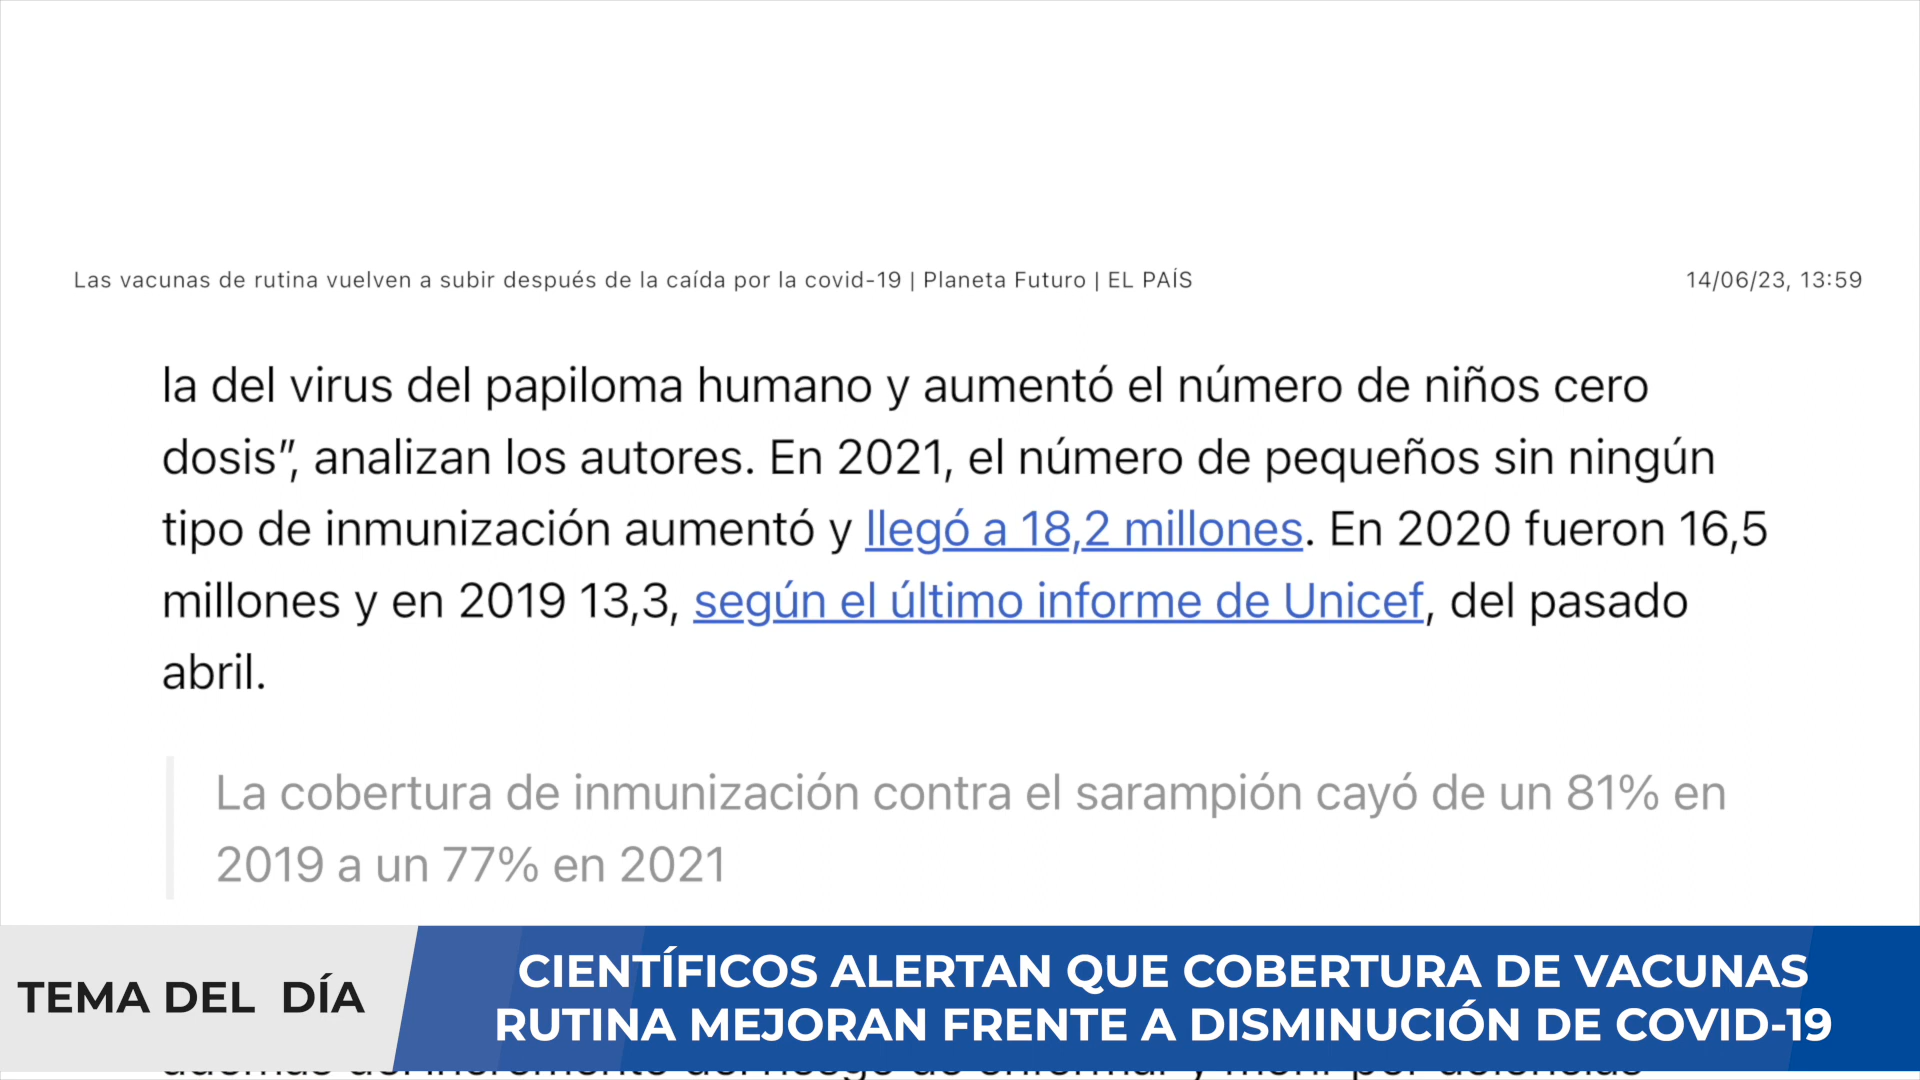 Las vacunas de rutina vuelven a subir después de la caída por la covid-19 | Planeta Futuro | EL PAÍS 14/06/23, 13:59
la del virus del papiloma humano y aumentó el número de niños cero
dosis”, analizan los autores. En 2021, el número de pequeños sin ningún
tipo de inmunización aumentó y llegó a 18,2 millones. En 2020 fueron 16,5
millones y en 2019 13,3, según el último informe de Unicef, del pasado
abril.
La cobertura de inmunización contra el sarampión cayó de un 81% en
2019 a un 77% en 2021
TEMA DEL DÍA
CIENTÍFICOS ALERTAN QUE COBERTURA DE VACUNAS
RUTINA MEJORAN FRENTE A DISMINUCIÓN DE COVID-19